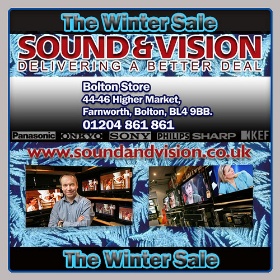 The Winter Sale
SOUND&VISION
DELIVERING A BETTER DEAL
Bolton Store
44-46 Higher Market,
Farnworth, Bolton, BL4 9BB.
01204 861 861
Panasonic ONKYO SONY PHILIPS SHARP KEF
www.soundandvision.co.uk
The Winter Sale